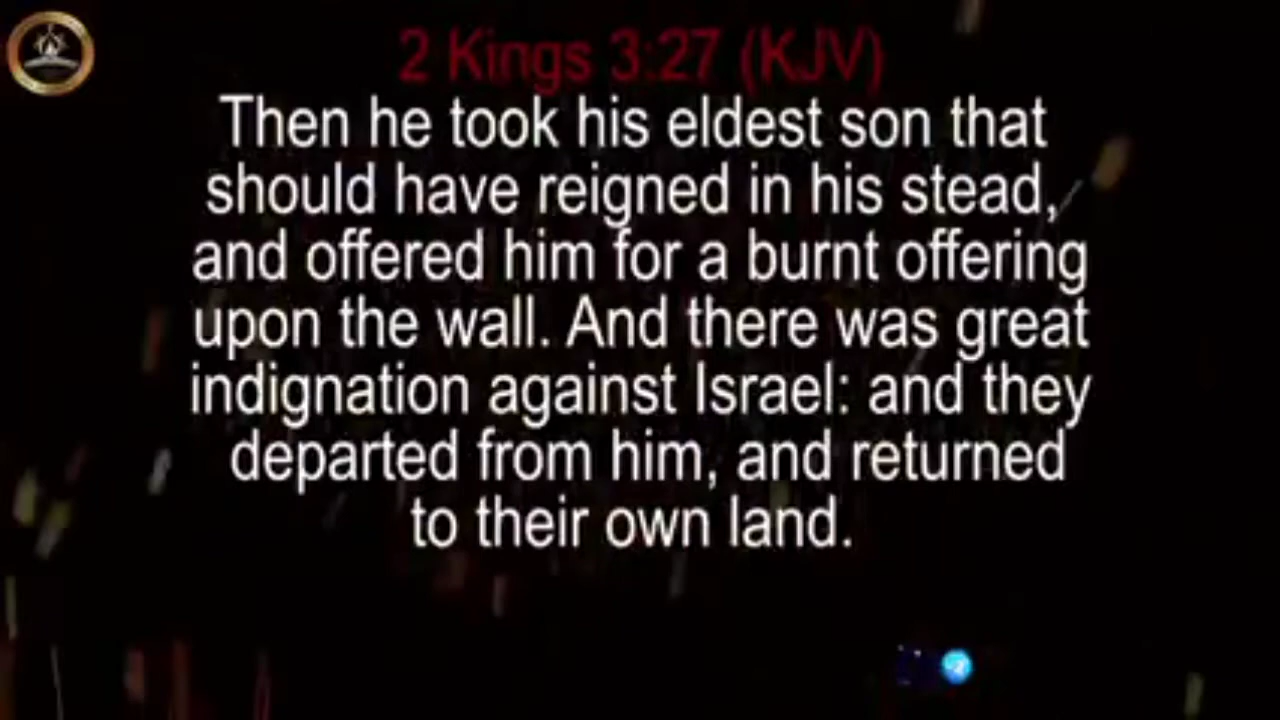 2 Kings 3:27 (KJV)
Then he took his eldest son that
should have reigned in his stead,
and offered him for a burnt offering
upon the wall. And there was great
indignation against Israel: and they
departed from him, and returned
to their own land.